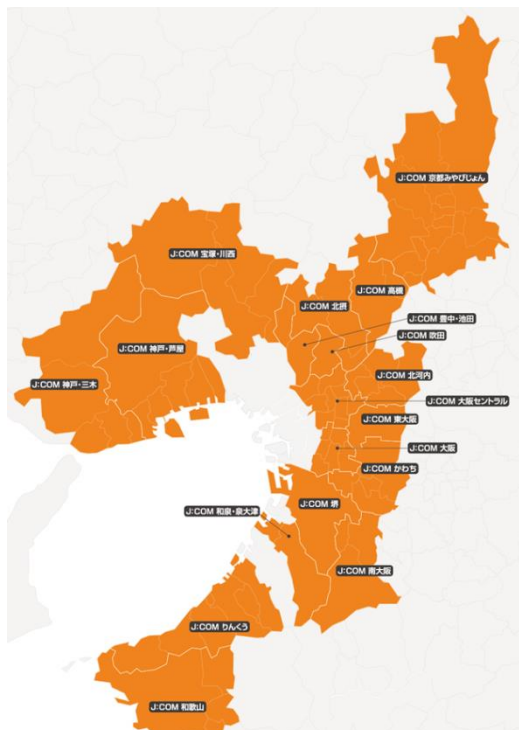 J:COM 京都みやびじょん
J:COM 宝塚・川西
J:COM 高槻
J:COM 北摂
J:COM 豊中・池田
J:COM 吹田
J:COM 神戸・芦屋
J:COM 北河内
J:COM 神戸・三木
J:COM 大阪セントラル
J:COM 東大阪
J:COM 大阪
J:COM かわち
J:COM 堺
J:COM 和泉・泉大津
J:COM 南大阪
J:COM りんくう
J:COM 和歌山